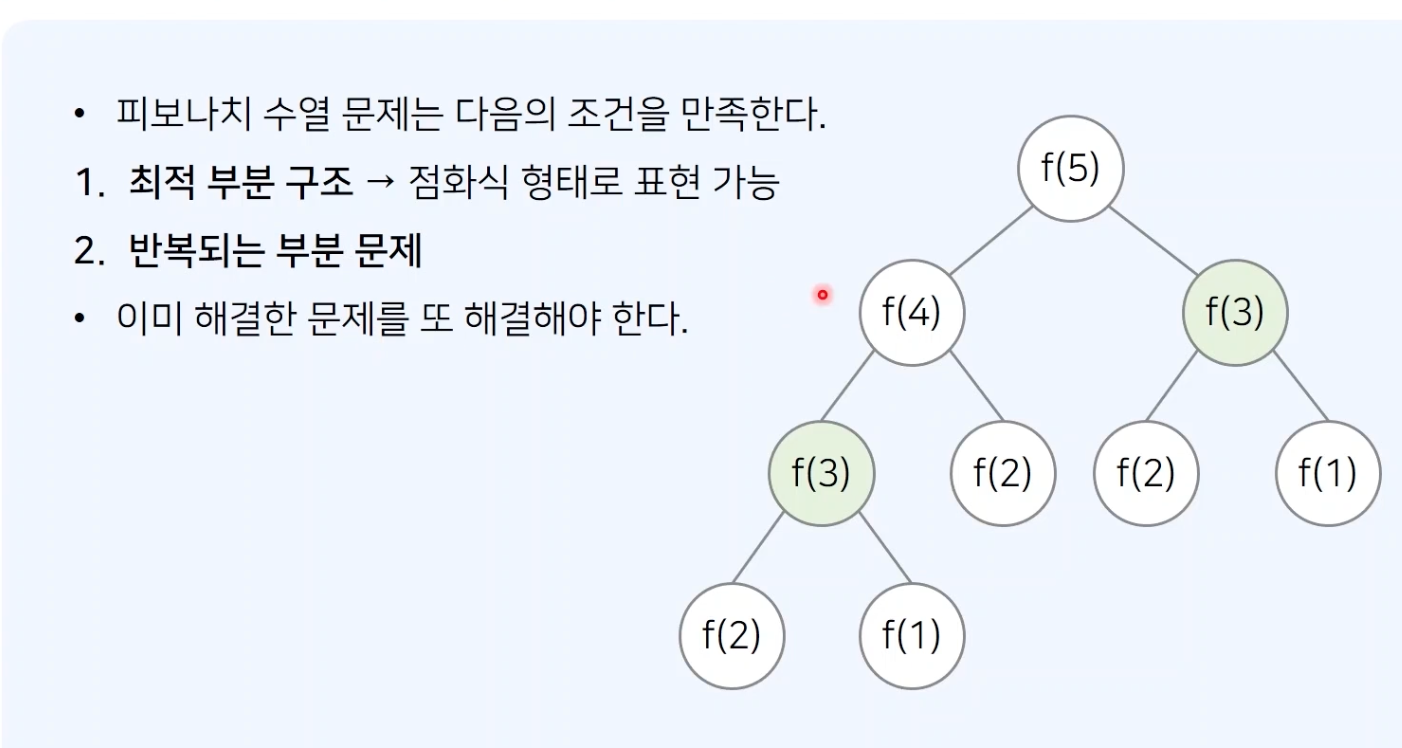 • 피보나치 수열 문제는 다음의 조건을 만족한다.
1. 최적 부분 구조 → 점화식 형태로 표현 가능
2. 반복되는 부분 문제
• 이미 해결한 문제를 또 해결해야 한다.
f(5)
f(4) f(3)
f(3) f(2) f(2) f(1)
f(2) f(1)